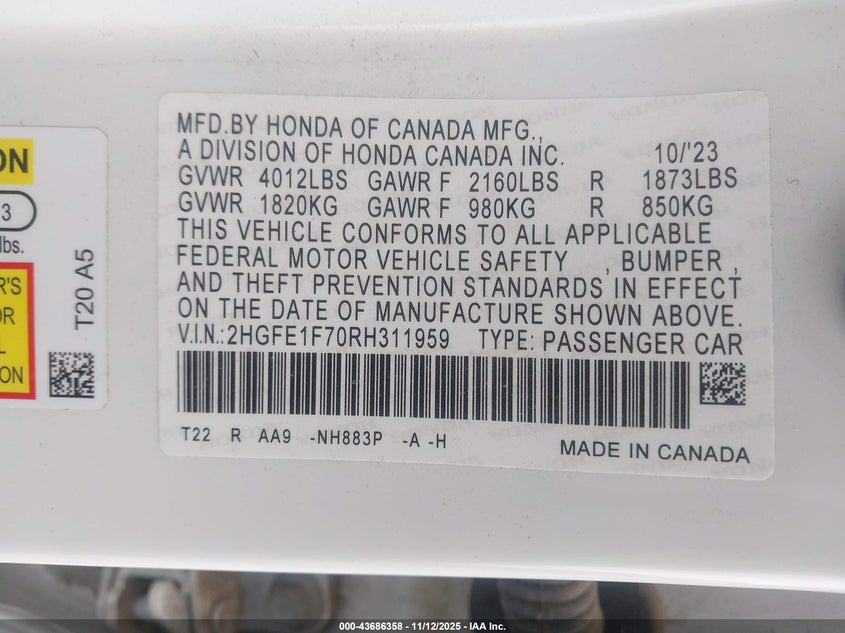 ON
3
lbs.
R'S
OR
L
ION
T20 A5
MFD.BY HONDA OF CANADA MFG.,
A DIVISION OF HONDA CANADA INC. 10/'23
GVWR 4012LBS GAWR F 2160LBS R 1873LBS
GVWR 1820KG GAWR F 980KG R 850KG
THIS VEHICLE CONFORMS TO ALL APPLICABLE
FEDERAL MOTOR VEHICLE SAFETY , BUMPER ,
AND THEFT PREVENTION STANDARDS IN EFFECT
ON THE DATE OF MANUFACTURE SHOWN ABOVE.
V.I.N.:2HGFE1F70RH311959 TYPE: PASSENGER CAR
T22 R AA9 -NH883P -A -H
MADE IN CANADA
000-43686358 - 11/12/2025 - IAA Inc.